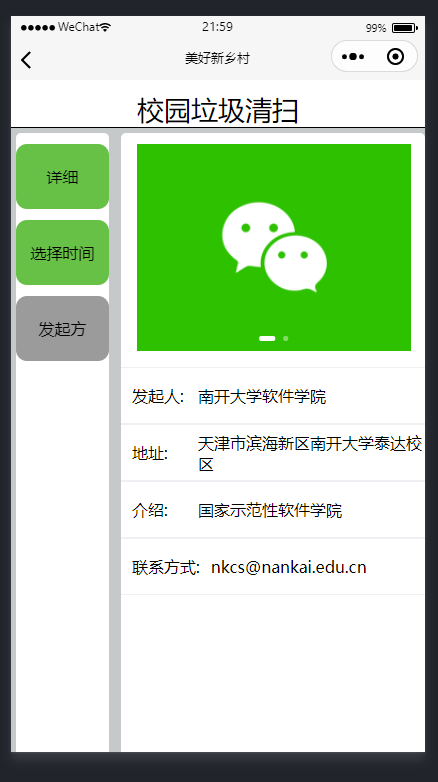 WeChat 21:59 99%
美好新乡村
校园垃圾清扫
详细
选择时间
发起方
发起人: 南开大学软件学院
地址: 天津市滨海新区南开大学泰达校
区
介绍: 国家示范性软件学院
联系方式: nkcs@nankai.edu.cn